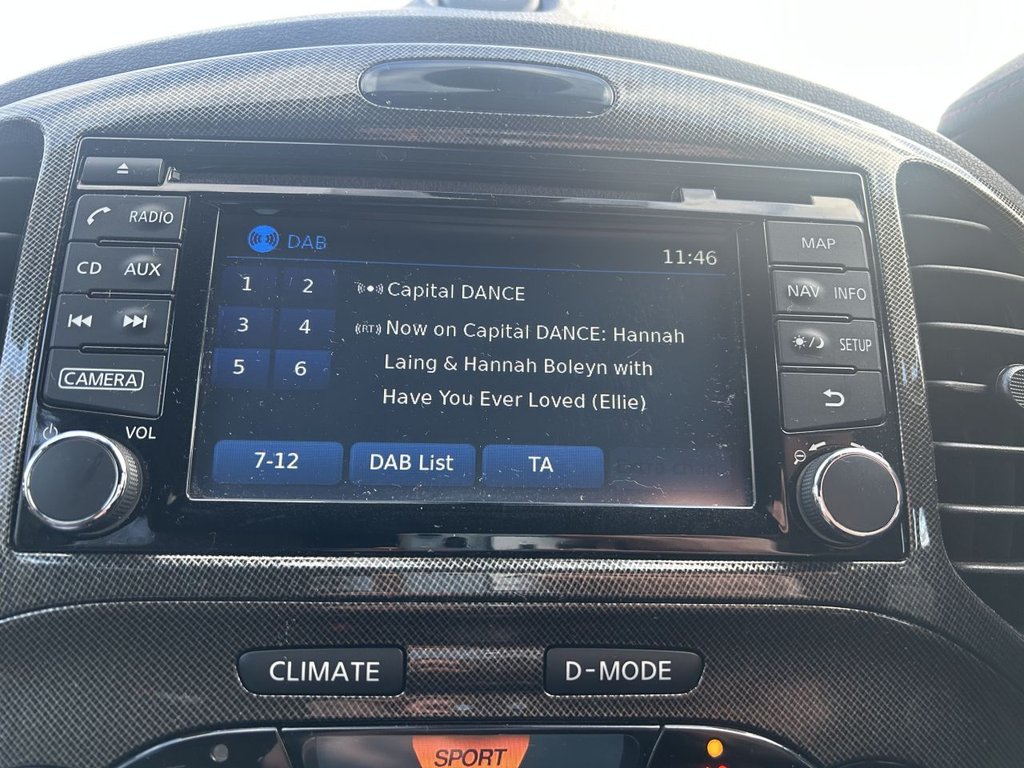 RADIO
CD AUX
CAMERA
VOL
DAB
11:46
1 2
3 4
5 6
Capital DANCE
(RT) Now on Capital DANCE: Hannah
Laing & Hannah Boleyn with
Have You Ever Loved (Ellie)
7-12
DAB List
TA
MAP
NAV INFO
SETUP
CLIMATE
D-MODE
SPORT